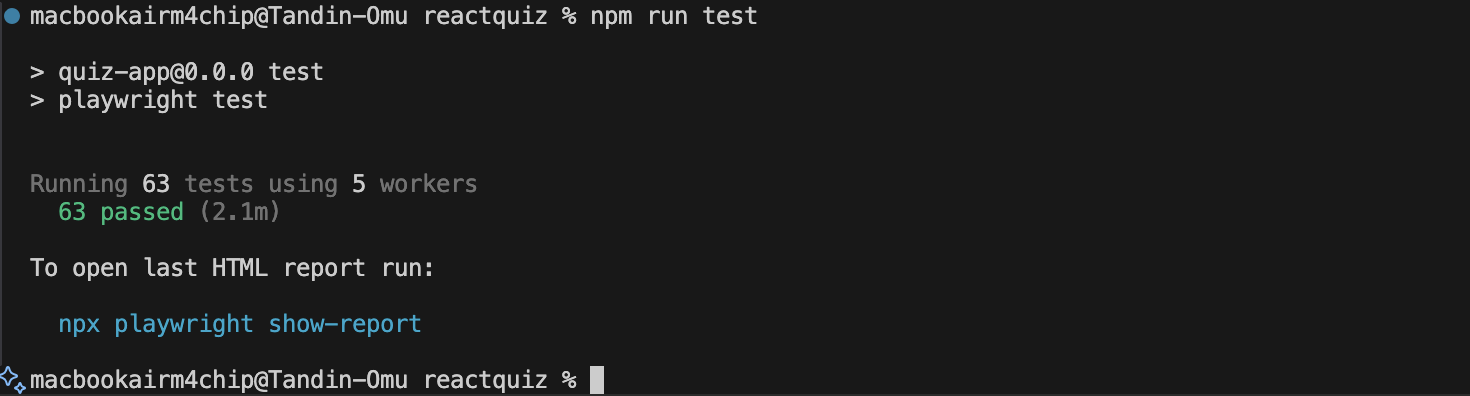 macbookairm4chip@Tandin-Omu reactquiz % npm run test
> quiz-app@0.0.0 test
> playwright test
Running 63 tests using 5 workers
63 passed (2.1m)
To open last HTML report run:
npx playwright show-report
macbookairm4chip@Tandin-Omu reactquiz %